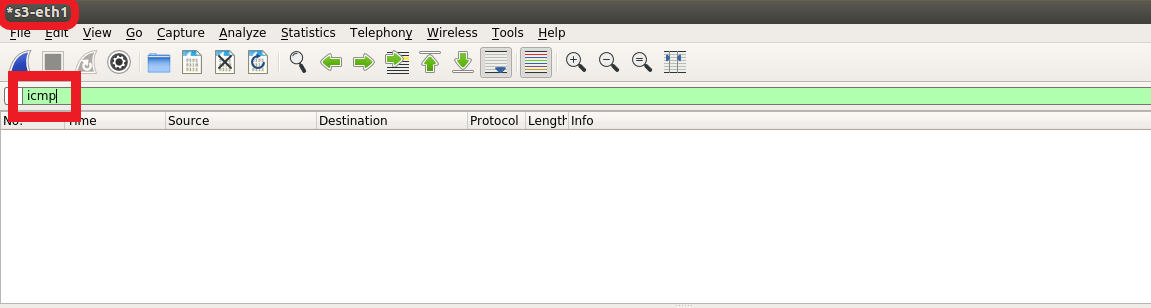 *s3-eth1
File Edit View Go Capture Analyze Statistics Telephony Wireless Tools Help
icmp
No. Time Source Destination Protocol Length Info